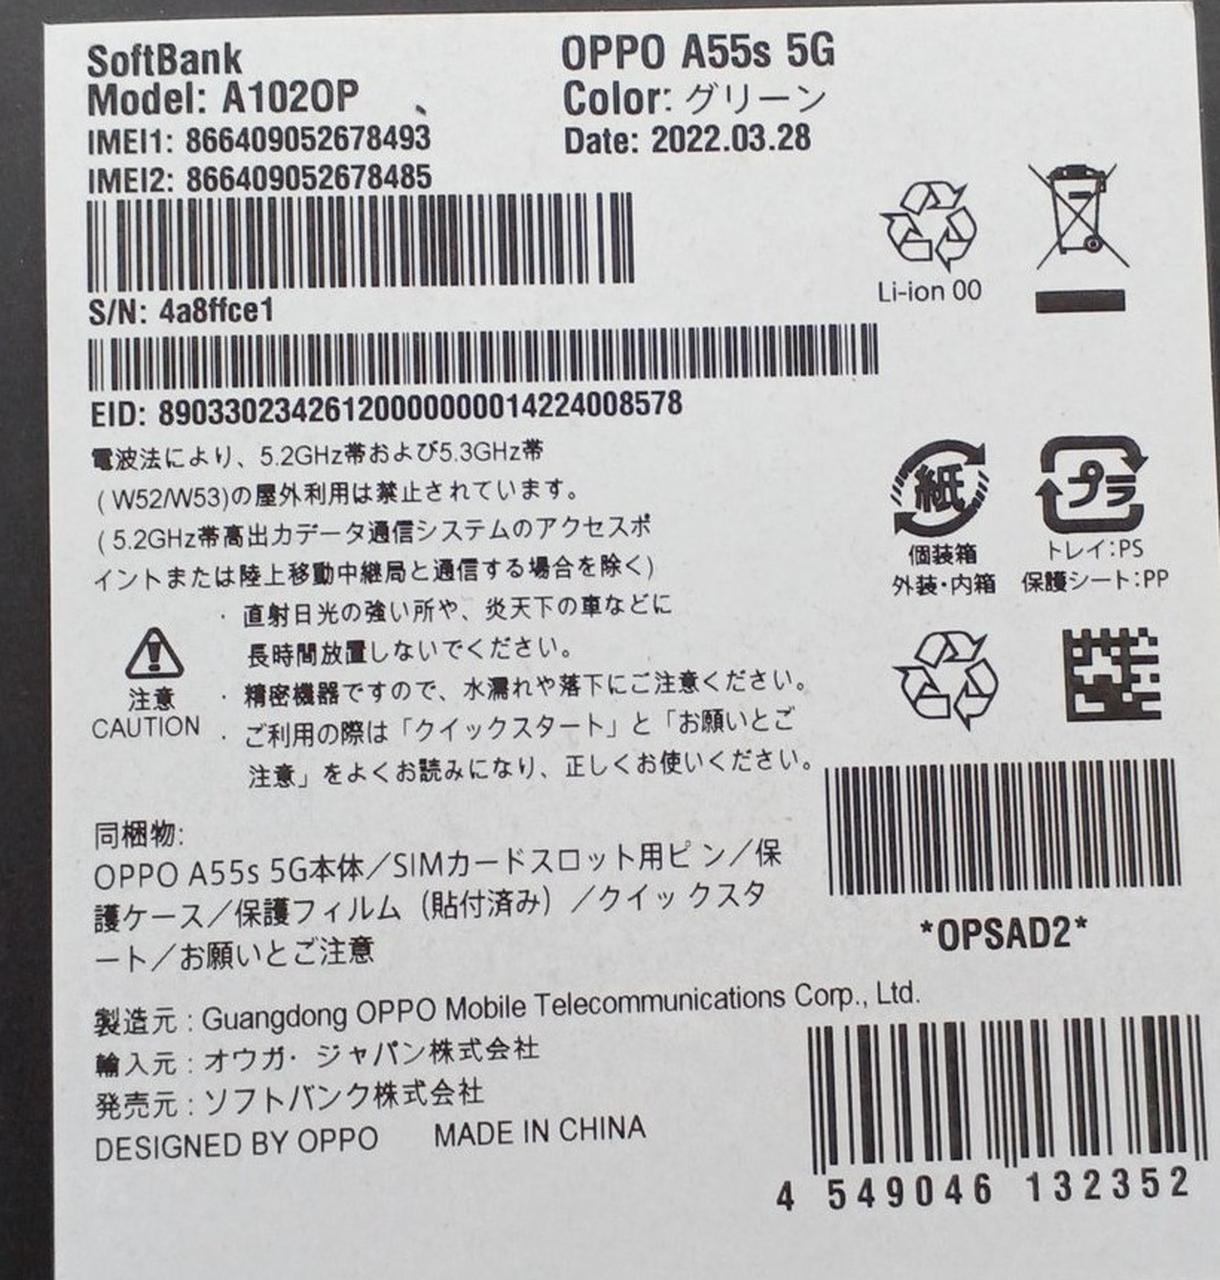 SoftBank
Model: A102OP
IMEI1: 866409052678493
IMEI2: 866409052678485
OPPO A55s 5G
Color: グリーン
Date: 2022.03.28
S/N: 4a8ffce1
Li-ion 00
EID: 89033023426120000000014224008578
電波法により、5.2GHz帯および5.3GHz帯
( W52/W53)の屋外利用は禁止されています。
( 5.2GHz帯高出力データ通信システムのアクセスポ
イントまたは陸上移動中継局と通信する場合を除く)
注意
CAUTION
・直射日光の強い所や、炎天下の車などに
長時間放置しないでください。
・精密機器ですので、水漏れや落下にご注意ください。
・ご利用の際は「クイックスタート」と「お願いとご
注意」をよくお読みになり、正しくお使いください。
紙
個装箱
外装・内箱
プラ
トレイ:PS
保護シート:PP
同梱物:
OPPO A55s 5G本体／SIMカードスロット用ピン／保
護ケース／保護フィルム（貼付済み）／クイックスタ
ート／お願いとご注意
*OPSAD2*
製造元 : Guangdong OPPO Mobile Telecommunications Corp., Ltd.
輸入元 : オウガ・ジャパン株式会社
発売元 : ソフトバンク株式会社
DESIGNED BY OPPO MADE IN CHINA
4 549046 132352